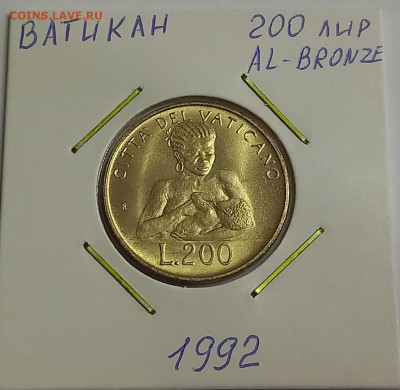 COINS.LAVE.RU
ВАТИКАН
200 ЛИР
AL-BRONZE
CITTA' DEL VATICANO
R
L.200
1992